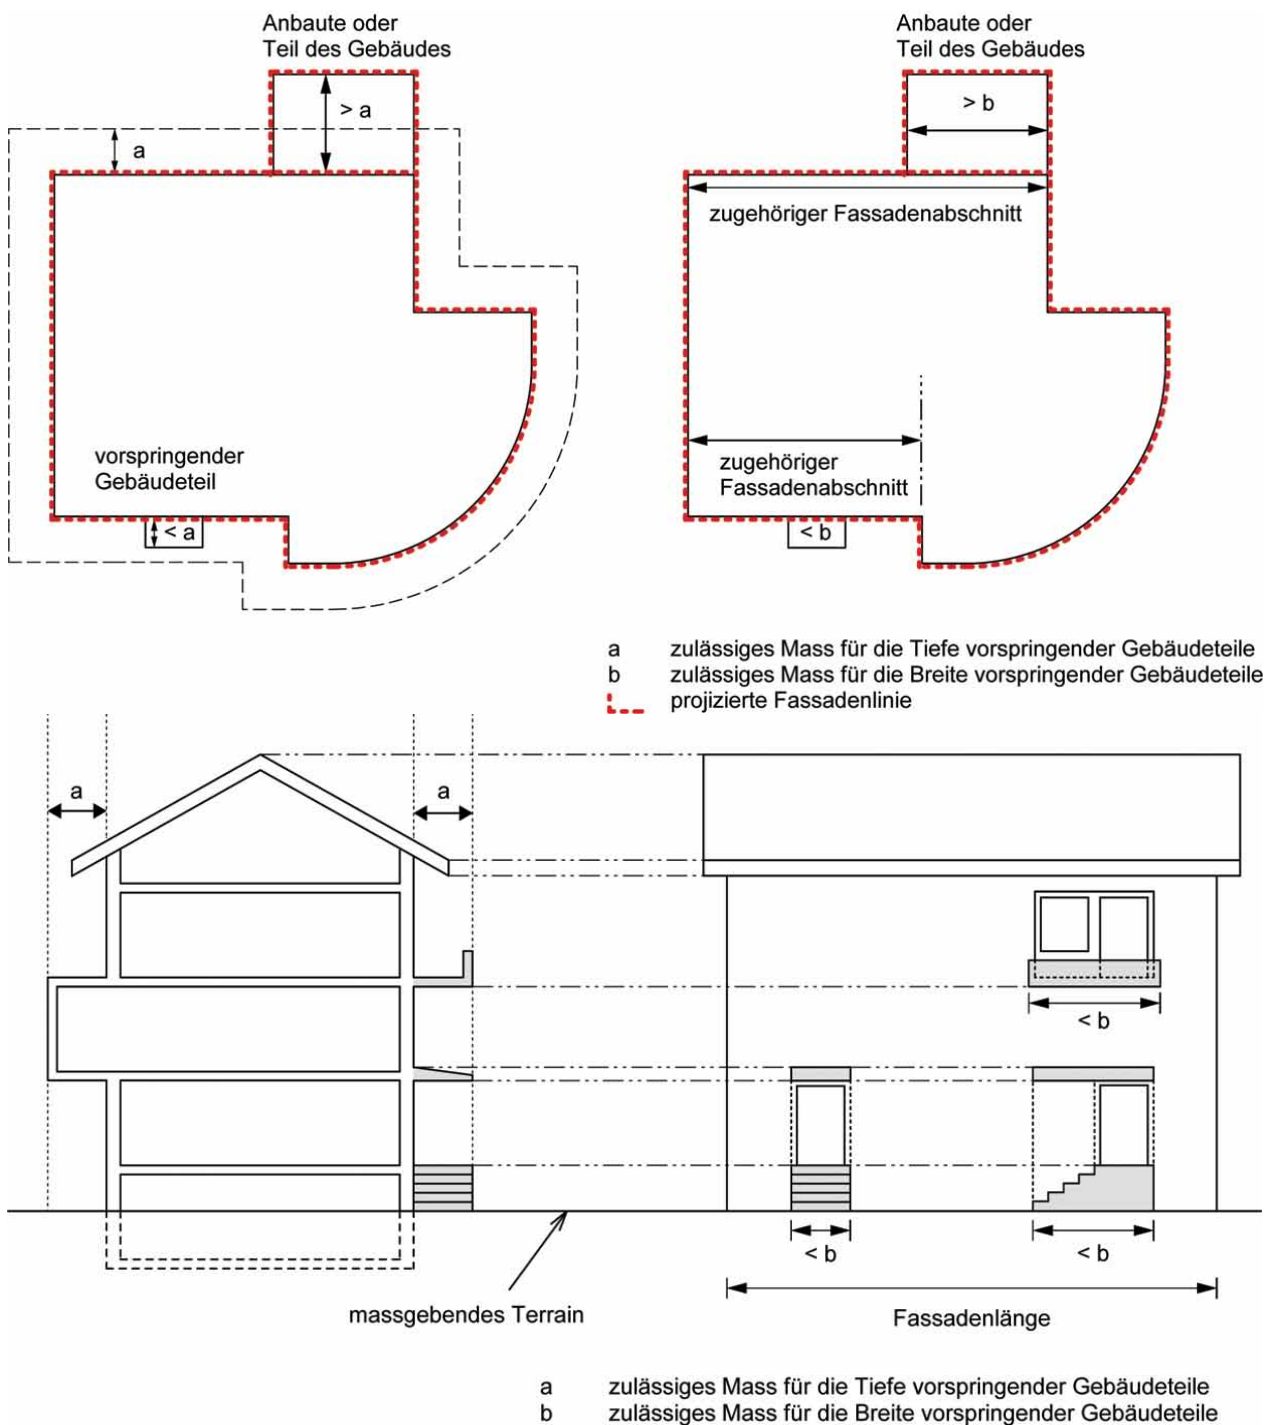 Anbaute oder
Teil des Gebäudes
> a
a
vorspringender
Gebäudeteil
< a
Anbaute oder
Teil des Gebäudes
> b
zugehöriger Fassadenabschnitt
zugehöriger
Fassadenabschnitt
< b
a zulässiges Mass für die Tiefe vorspringender Gebäudeteile
b zulässiges Mass für die Breite vorspringender Gebäudeteile
projizierte Fassadenlinie
a
a
< b
< b
< b
massgebendes Terrain
Fassadenlänge
a zulässiges Mass für die Tiefe vorspringender Gebäudeteile
b zulässiges Mass für die Breite vorspringender Gebäudeteile